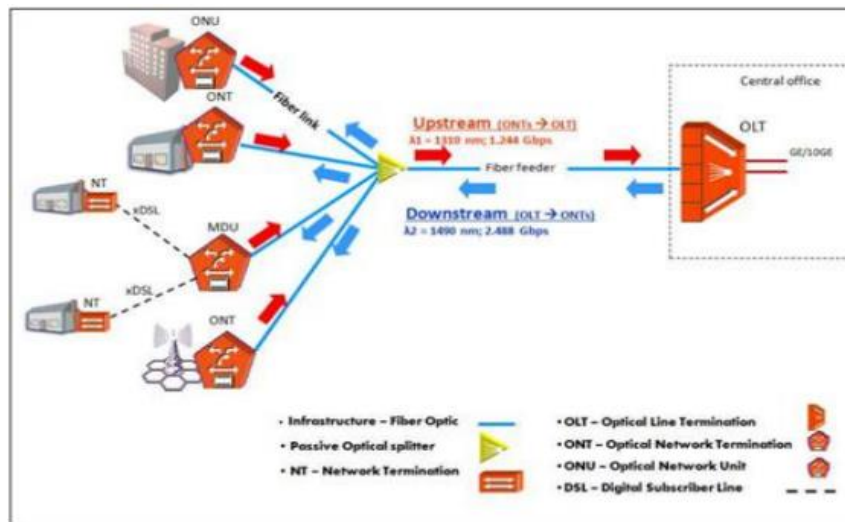 ONU
Central office
ONT
Fiber link
Upstream (ONTs → OLT)
λ1 = 1310 nm; 1.244 Gbps
OLT
GE/10GE
Fiber feeder
NT
xDSL
MDU
Downstream (OLT → ONTs)
λ2 = 1490 nm; 2.488 Gbps
NT
xDSL
ONT
• Infrastructure – Fiber Optic
• Passive Optical splitter
• NT – Network Termination
• OLT – Optical Line Termination
• ONT – Optical Network Termination
• ONU – Optical Network Unit
• DSL – Digital Subscriber Line